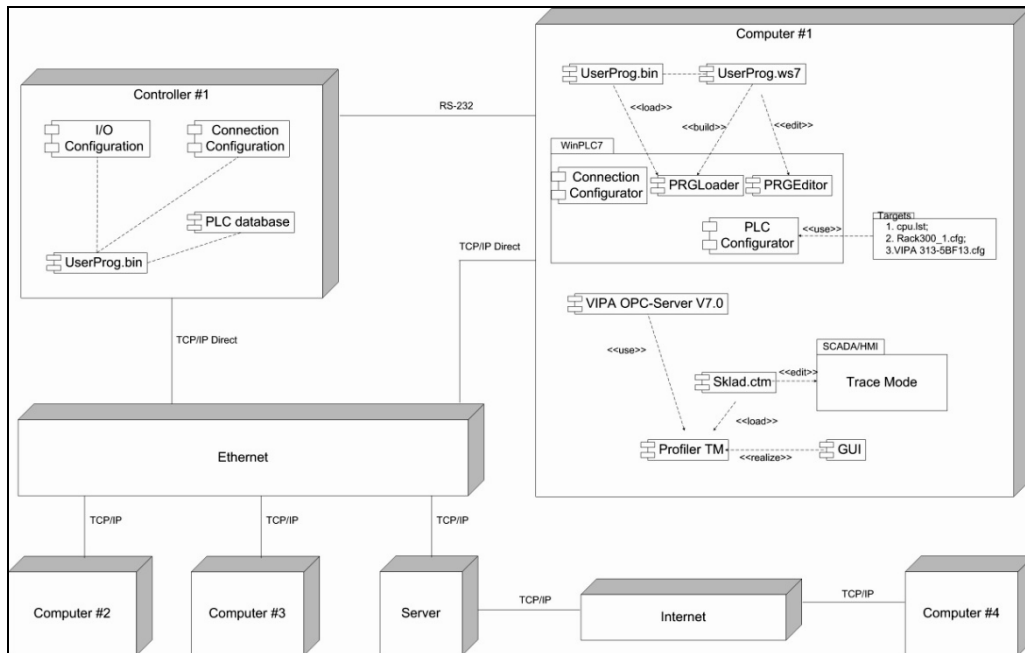 Computer #1
UserProg.bin
UserProg.ws7
<<load>>
<<build>>
<<edit>>
WinPLC7
Connection
Configurator
PRGLoader
PRGEditor
PLC
Configurator
<<use>>
Targets
1. cpu.lst;
2. Rack300_1.cfg;
3.VIPA 313-5BF13.cfg
VIPA OPC-Server V7.0
<<use>>
SCADA/HMI
Sklad.ctm
<<edit>>
Trace Mode
<<load>>
Profiler TM
<<realize>>
GUI
RS-232
TCP/IP Direct
Controller #1
I/O
Configuration
Connection
Configuration
PLC database
UserProg.bin
TCP/IP Direct
Ethernet
TCP/IP
TCP/IP
TCP/IP
Computer #2
Computer #3
Server
TCP/IP
Internet
TCP/IP
Computer #4